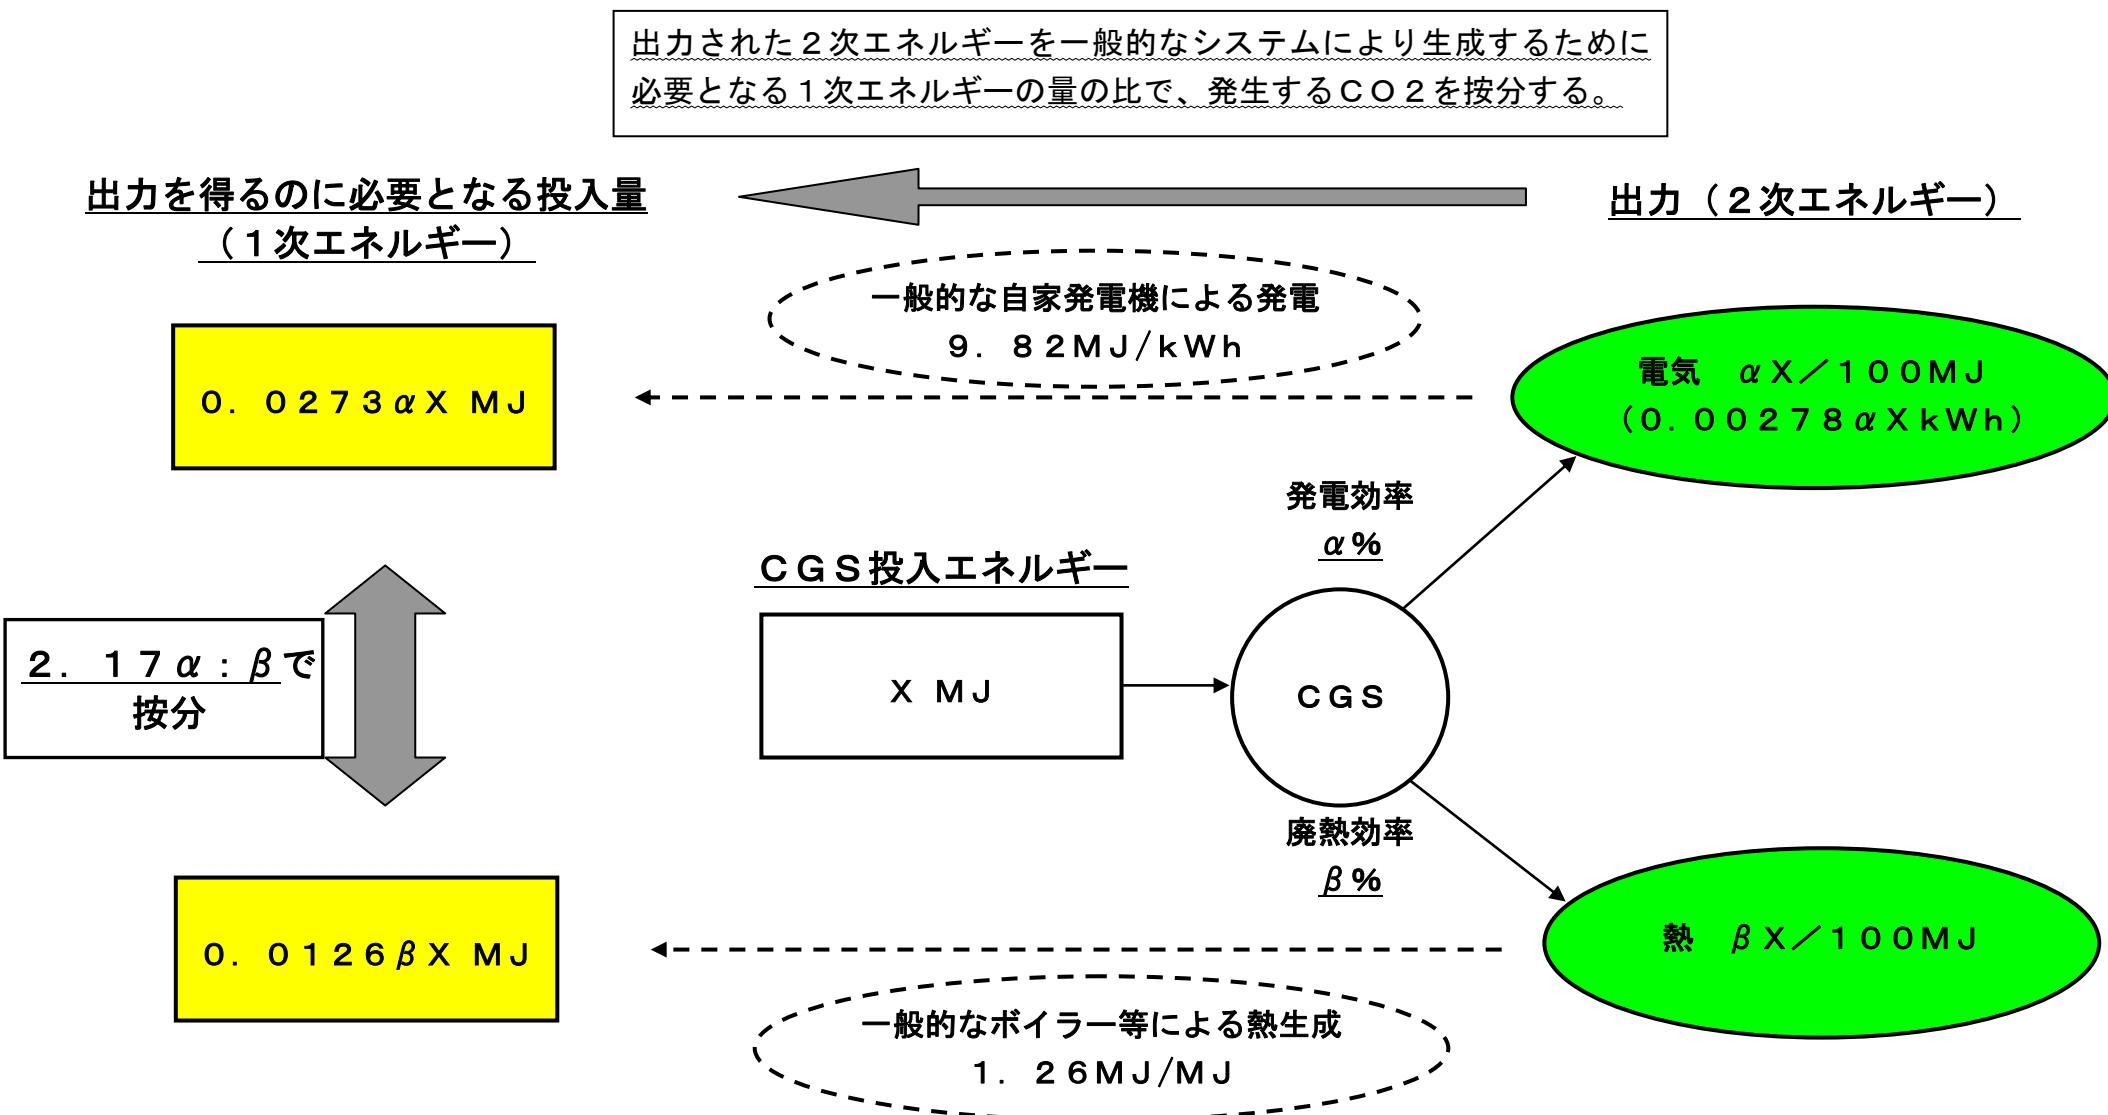 出力された2次エネルギーを一般的なシステムにより生成するために
必要となる1次エネルギーの量の比で、発生するCO2を按分する。
出力を得るのに必要となる投入量
(1次エネルギー)
出力(2次エネルギー)
一般的な自家発電機による発電
9.82MJ/kWh
0.0273αX MJ
電気 αX/100MJ
(0.00278αXkWh)
発電効率
α%
CGS投入エネルギー
2.17α:βで
按分
X MJ
CGS
廃熱効率
β%
0.0126βX MJ
熱 βX/100MJ
一般的なボイラー等による熱生成
1.26MJ/MJ